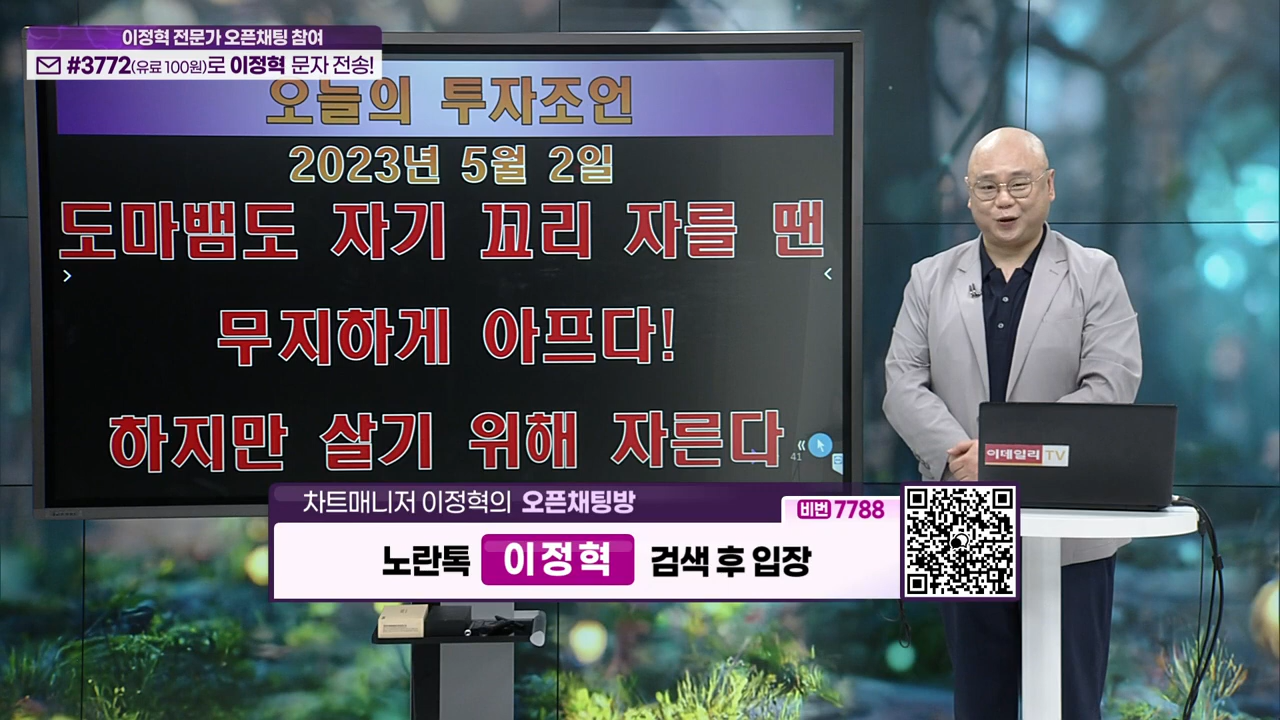 이정혁 전문가 오픈채팅 참여
#3772(유료 100원)로 이정혁 문자 전송!
오늘의 투자조언
2023년 5월 2일
도마뱀도 자기 꼬리 자를 땐
무지하게 아프다!
하지만 살기 위해 자른다
41
이데일리 TV
차트매니저 이정혁의 오픈채팅방
비번 7788
노란톡 이정혁 검색 후 입장